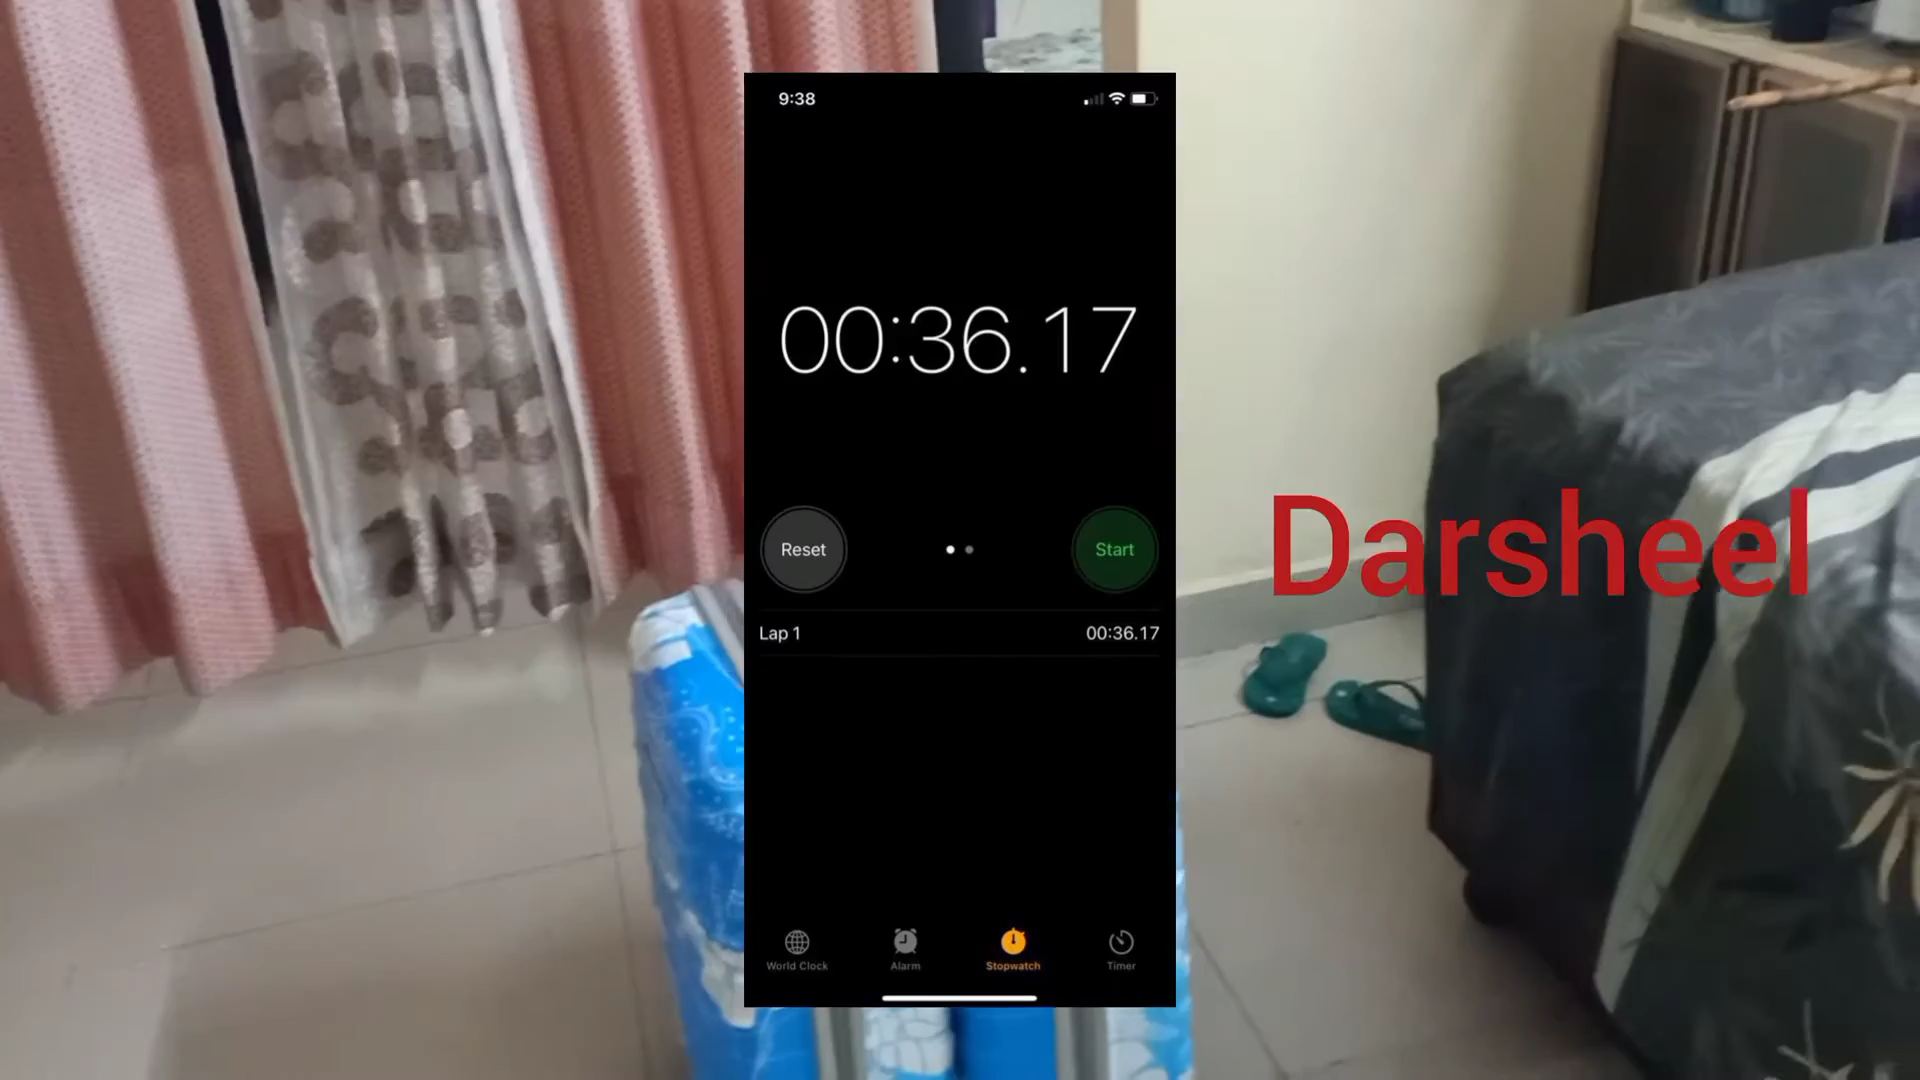 9:38
00:36.17
Reset
Start
Darsheel
Lap 1
00:36.17
World Clock
Alarm
Stopwatch
Timer